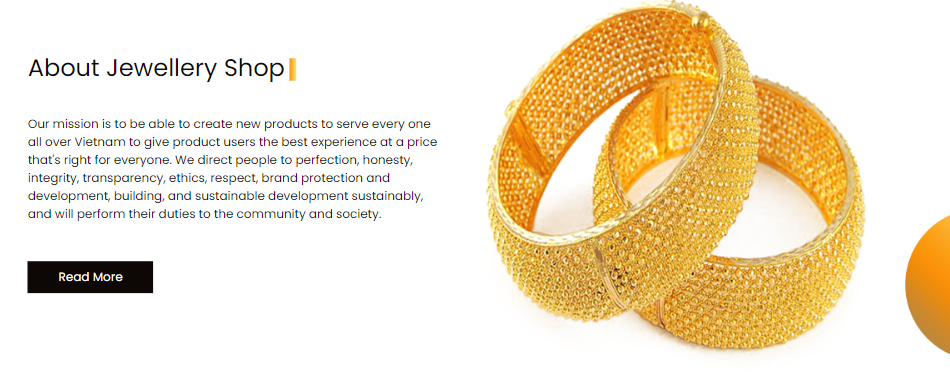 About Jewellery Shop
Our mission is to be able to create new products to serve every one
all over Vietnam to give product users the best experience at a price
that's right for everyone. We direct people to perfection, honesty,
integrity, transparency, ethics, respect, brand protection and
development, building, and sustainable development sustainably,
and will perform their duties to the community and society.
Read More